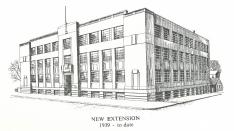 NEW EXTENSION
1939 - to date